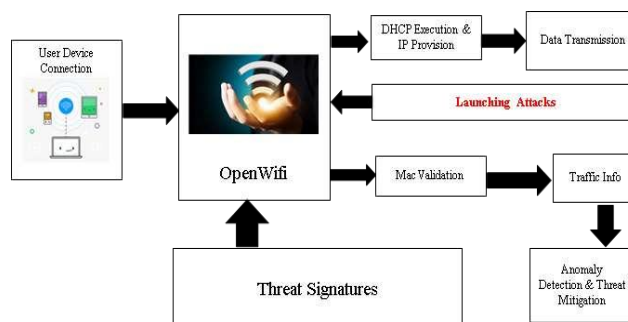 User Device
Connection
OpenWifi
DHCP Execution &
IP Provision
Data Transmission
Launching Attacks
Mac Validation
Traffic Info
Threat Signatures
Anomaly
Detection & Threat
Mitigation